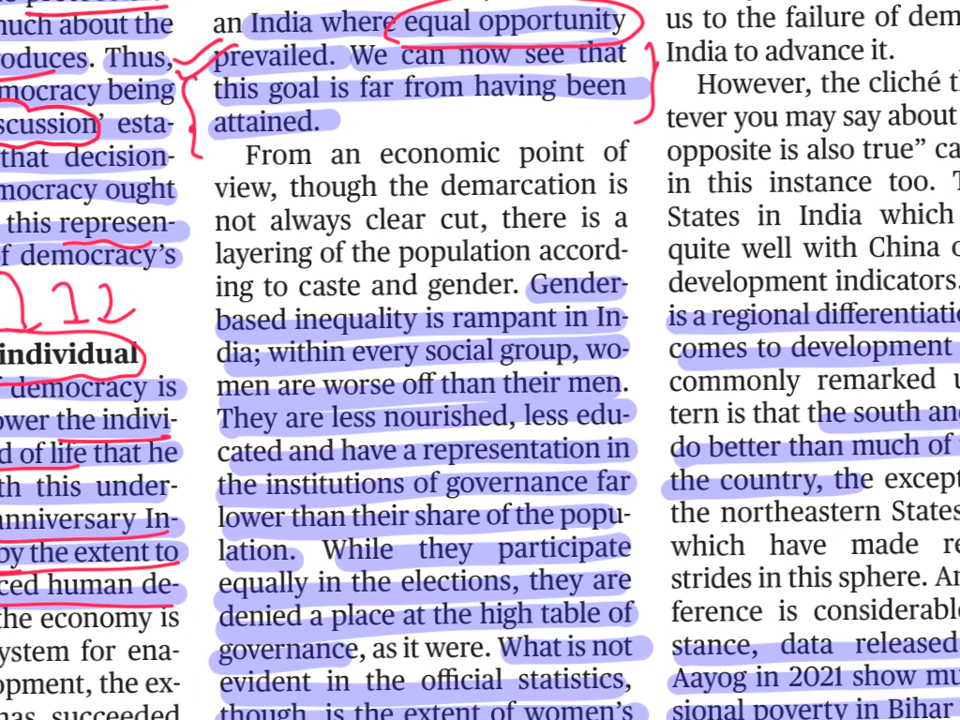 much about the
oduces. Thus,
mocracy being
scussion’ esta-
that decision-
mocracy ought
this represen-
f democracy’s
individual
democracy is
ower the indivi-
d of life that he
th this under-
anniversary In-
by the extent to
ced human de-
the economy is
ystem for ena-
opment, the ex-
has succeeded
an India where equal opportunity
prevailed. We can now see that
this goal is far from having been
attained.
From an economic point of
view, though the demarcation is
not always clear cut, there is a
layering of the population accord-
ing to caste and gender. Gender-
based inequality is rampant in In-
dia; within every social group, wo-
men are worse off than their men.
They are less nourished, less edu-
cated and have a representation in
the institutions of governance far
lower than their share of the popu-
lation. While they participate
equally in the elections, they are
denied a place at the high table of
governance, as it were. What is not
evident in the official statistics,
though, is the extent of women’s
us to the failure of dem
India to advance it.
However, the cliché t
tever you may say about
opposite is also true” ca
in this instance too. T
States in India which
quite well with China o
development indicators.
is a regional differentiati
comes to development
commonly remarked u
tern is that the south an
do better than much of
the country, the except
the northeastern States
which have made re
strides in this sphere. An
ference is considerabl
stance, data released
Aayog in 2021 show mu
sional poverty in Bihar